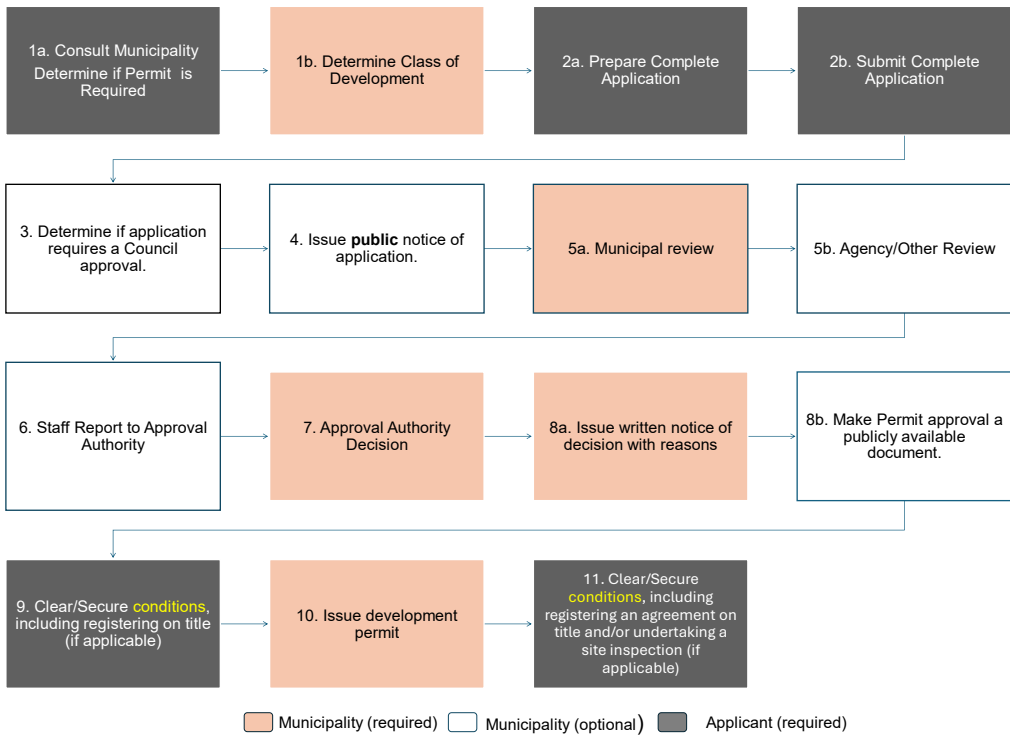 1a. Consult Municipality
Determine if Permit is
Required
1b. Determine Class of
Development
2a. Prepare Complete
Application
2b. Submit Complete
Application
3. Determine if application
requires a Council
approval.
4. Issue public notice of
application.
5a. Municipal review
5b. Agency/Other Review
6. Staff Report to Approval
Authority
7. Approval Authority
Decision
8a. Issue written notice of
decision with reasons
8b. Make Permit approval a
publicly available
document.
9. Clear/Secure conditions,
including registering on title
(if applicable)
10. Issue development
permit
11. Clear/Secure
conditions, including
registering an agreement on
title and/or undertaking a
site inspection (if
applicable)
Municipality (required)
Municipality (optional)
Applicant (required)